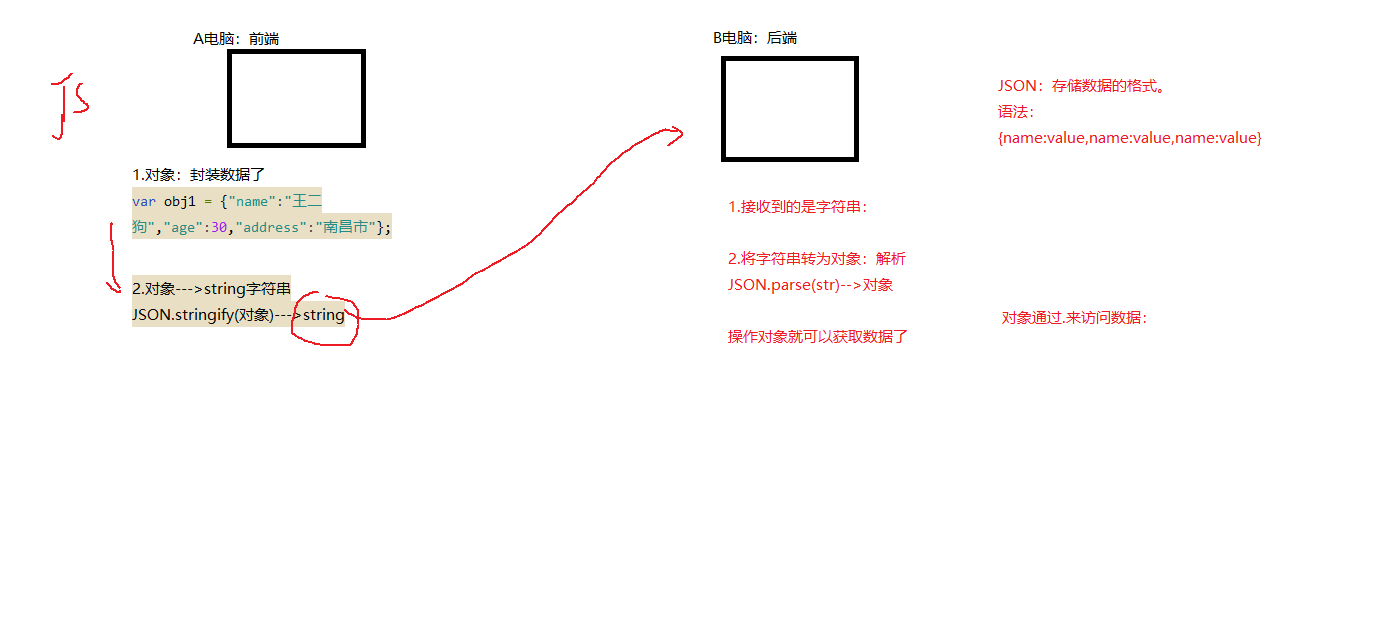 A电脑：前端
B电脑：后端
JS
JSON：存储数据的格式。
语法：
{name:value,name:value,name:value}
1.对象：封装数据了
var obj1 = {"name":"王二
狗","age":30,"address":"南昌市"};
2.对象--->string字符串
JSON.stringify(对象)--->string
1.接收到的是字符串：
2.将字符串转为对象：解析
JSON.parse(str)-->对象
操作对象就可以获取数据了
对象通过.来访问数据：